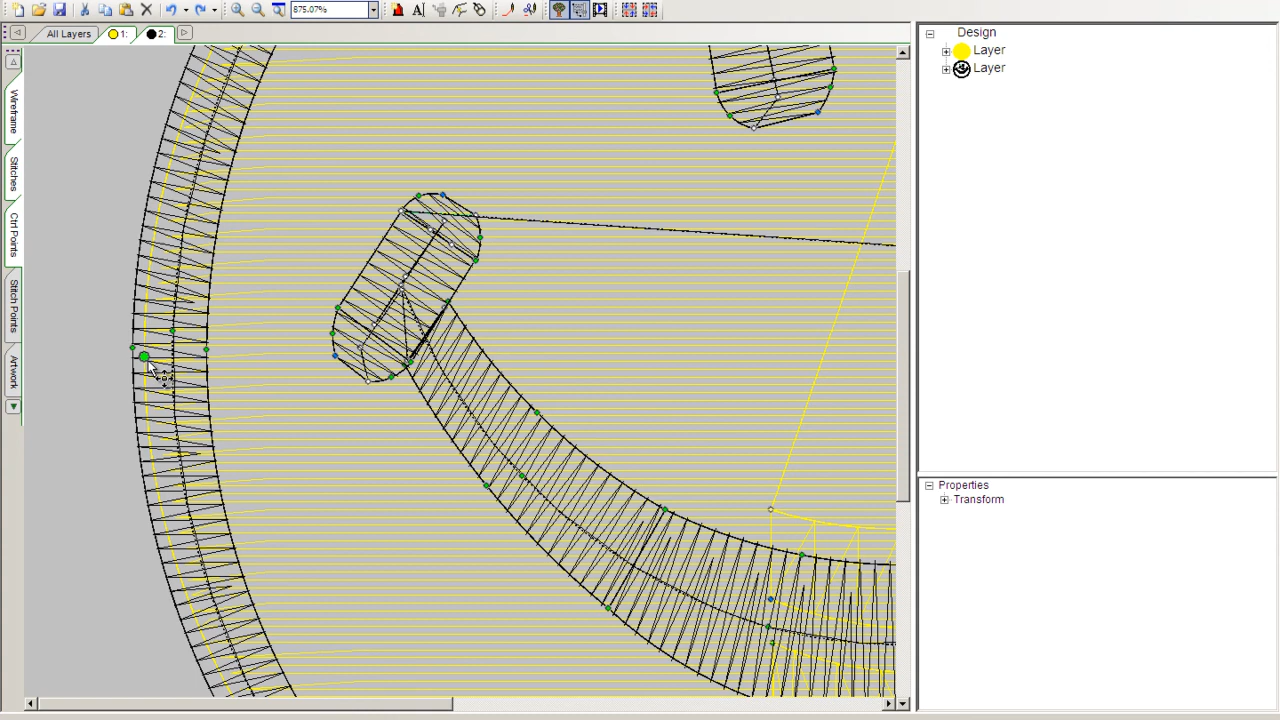 875.07%
All Layers
1:
2:
Wireframe
Stitches
Ctrl Points
Stitch Points
Artwork
Design
Layer
Layer
Properties
Transform